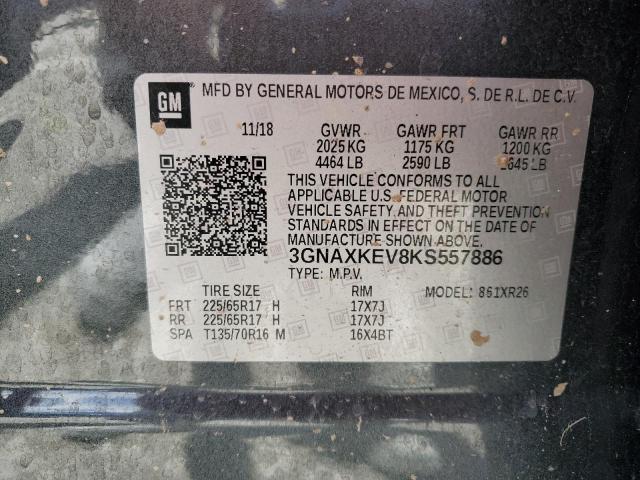 GM MFD BY GENERAL MOTORS DE MEXICO, S. DE R.L. DE C.V.
11/18 GVWR GAWR FRT GAWR RR
2025 KG 1175 KG 1200 KG
4464 LB 2590 LB 2645 LB
THIS VEHICLE CONFORMS TO ALL
APPLICABLE U.S. FEDERAL MOTOR
VEHICLE SAFETY AND THEFT PREVENTION
STANDARDS IN EFFECT ON THE DATE
OF MANUFACTURE SHOWN ABOVE.
3GNAXKEV8KS557886
TYPE: M.P.V.
TIRE SIZE RIM MODEL: 861XR26
FRT 225/65R17 H 17X7J
RR 225/65R17 H 17X7J
SPA T135/70R16 M 16X4BT